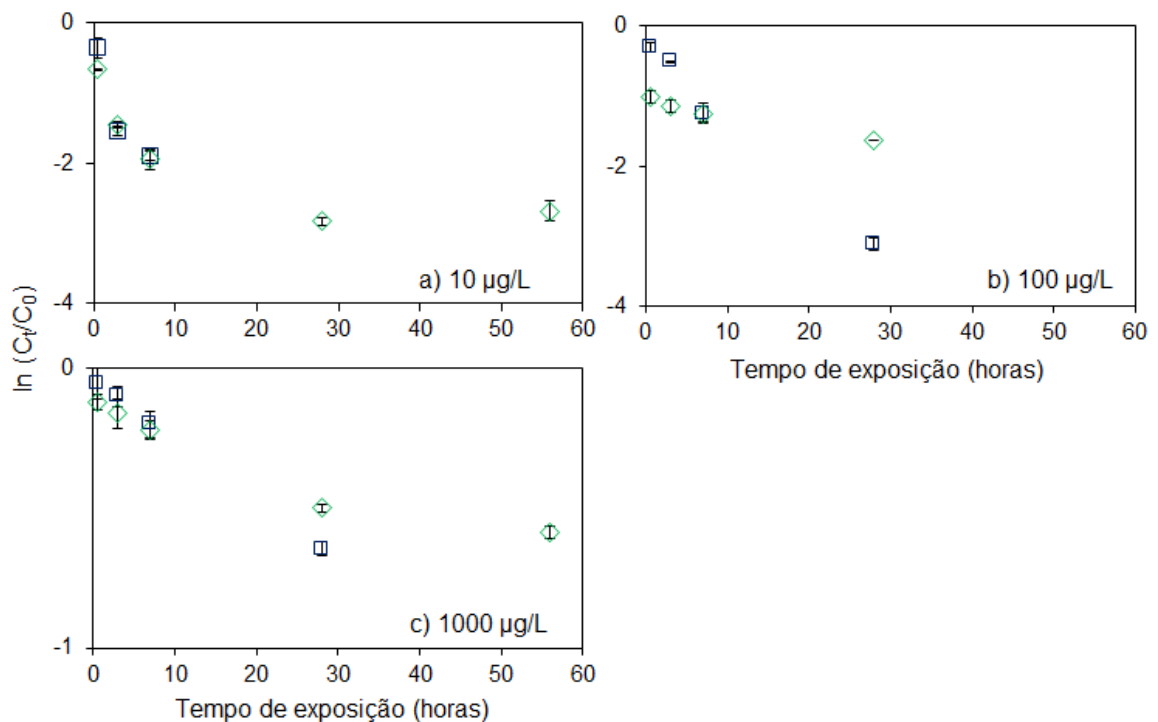 0
-2
-4
0 10 20 30 40 50 60
a) 10 µg/L
0
-2
-4
0 10 20 30 40 50 60
b) 100 µg/L
Tempo de exposição (horas)
ln (Ct/C0)
0
-1
0 10 20 30 40 50 60
c) 1000 µg/L
Tempo de exposição (horas)